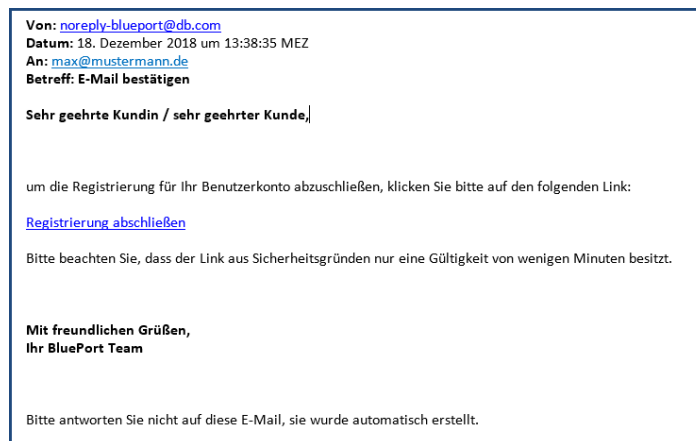 Von: noreply-blueport@db.com
Datum: 18. Dezember 2018 um 13:38:35 MEZ
An: max@mustermann.de
Betreff: E-Mail bestätigen
Sehr geehrte Kundin / sehr geehrter Kunde,
um die Registrierung für Ihr Benutzerkonto abzuschließen, klicken Sie bitte auf den folgenden Link:
Registrierung abschließen
Bitte beachten Sie, dass der Link aus Sicherheitsgründen nur eine Gültigkeit von wenigen Minuten besitzt.
Mit freundlichen Grüßen,
Ihr BluePort Team
Bitte antworten Sie nicht auf diese E-Mail, sie wurde automatisch erstellt.